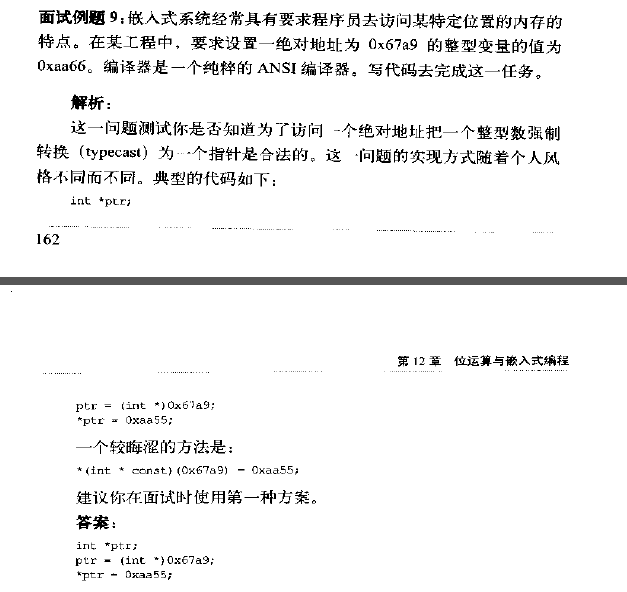 面试例题 9：嵌入式系统经常具有要求程序员去访问某特定位置的内存的
特点。在某工程中，要求设置一绝对地址为 0x67a9 的整型变量的值为
0xaa66。编译器是一个纯粹的 ANSI 编译器。写代码去完成这一任务。
解析：
这一问题测试你是否知道为了访问一个绝对地址把一个整型数强制
转换（typecast）为一个指针是合法的。这一问题的实现方式随着个人风
格不同而不同。典型的代码如下：
int *ptr;
162
第 12 章 位运算与嵌入式编程
ptr = (int *)0x67a9;
*ptr = 0xaa55;
一个较晦涩的方法是：
*(int * const)(0x67a9) = 0xaa55;
建议你在面试时使用第一种方案。
答案：
int *ptr;
ptr = (int *)0x67a9;
*ptr = 0xaa55;